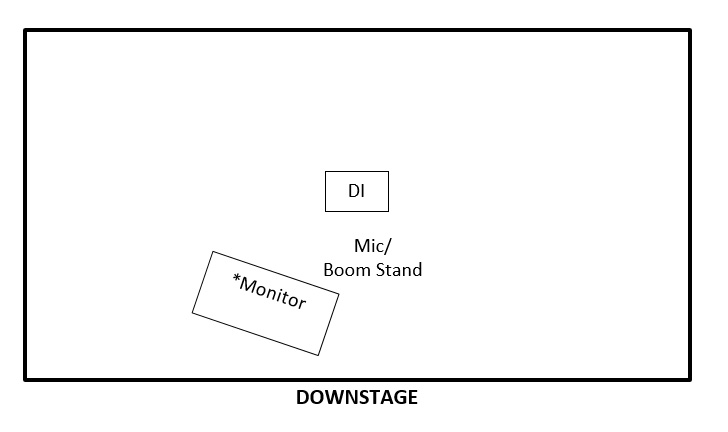 DI
Mic/
Boom Stand
*Monitor
DOWNSTAGE